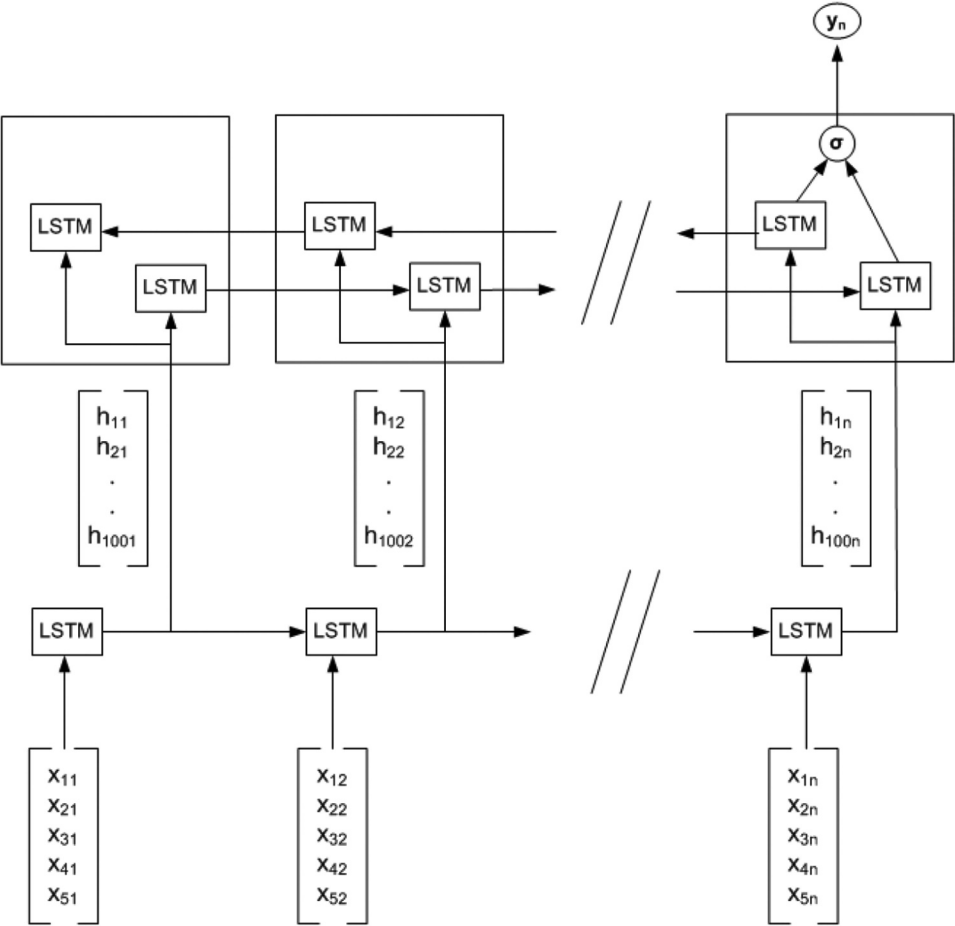 yₙ
σ
LSTM
LSTM
LSTM
LSTM
LSTM
LSTM
h₁₁
h₂₁
.
.
h₁₀₀₁
h₁₂
h₂₂
.
.
h₁₀₀₂
h₁ₙ
h₂ₙ
.
.
h₁₀₀ₙ
LSTM
LSTM
LSTM
x₁₁
x₂₁
x₃₁
x₄₁
x₅₁
x₁₂
x₂₂
x₃₂
x₄₂
x₅₂
x₁ₙ
x₂ₙ
x₃ₙ
x₄ₙ
x₅ₙ